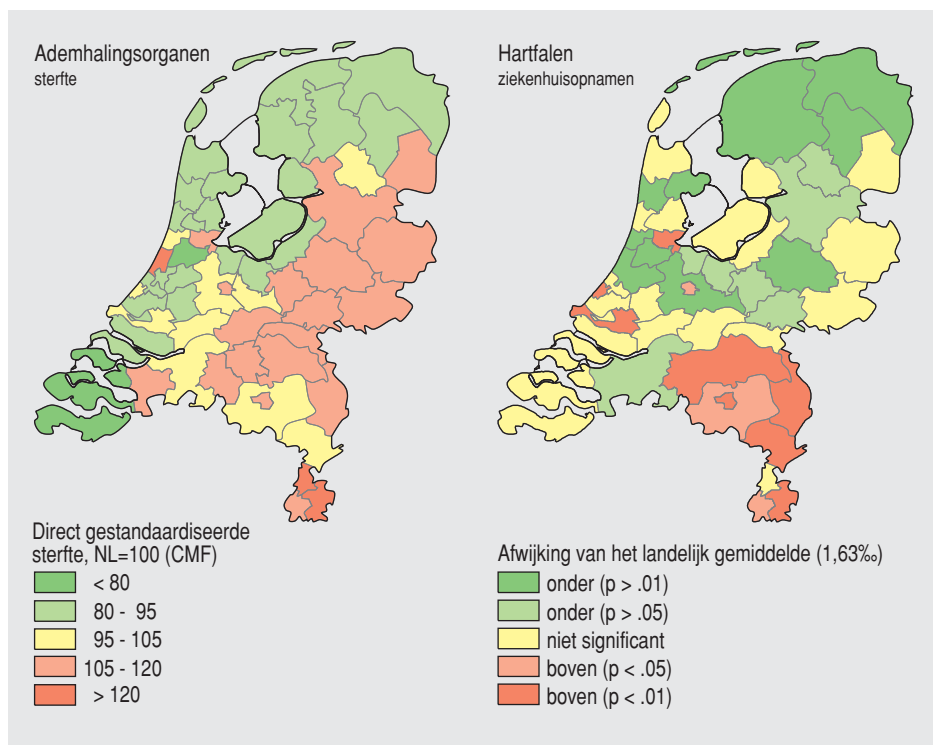 Ademhalingsorganen
sterfte
Direct gestandaardiseerde
sterfte, NL=100 (CMF)
< 80
80 - 95
95 - 105
105 - 120
> 120
Hartfalen
ziekenhuisopnamen
Afwijking van het landelijk gemiddelde (1,63‰)
onder (p > .01)
onder (p > .05)
niet significant
boven (p < .05)
boven (p < .01)